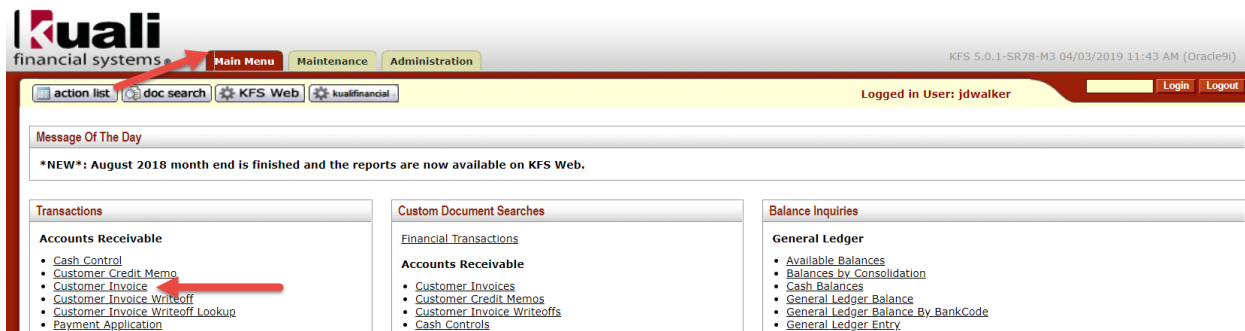 kuali
financial systems
Main Menu
Maintenance
Administration
KFS 5.0.1-SR78-M3 04/03/2019 11:43 AM (Oracle9i)
action list
doc search
KFS Web
kualifinancial
Logged in User: jdwalker
Login
Logout
Message Of The Day
*NEW*: August 2018 month end is finished and the reports are now available on KFS Web.
Transactions
Accounts Receivable
Cash Control
Customer Credit Memo
Customer Invoice
Customer Invoice Writeoff
Customer Invoice Writeoff Lookup
Payment Application
Custom Document Searches
Financial Transactions
Accounts Receivable
Customer Invoices
Customer Credit Memos
Customer Invoice Writeoffs
Cash Controls
Balance Inquiries
General Ledger
Available Balances
Balances by Consolidation
Cash Balances
General Ledger Balance
General Ledger Balance By BankCode
General Ledger Entry